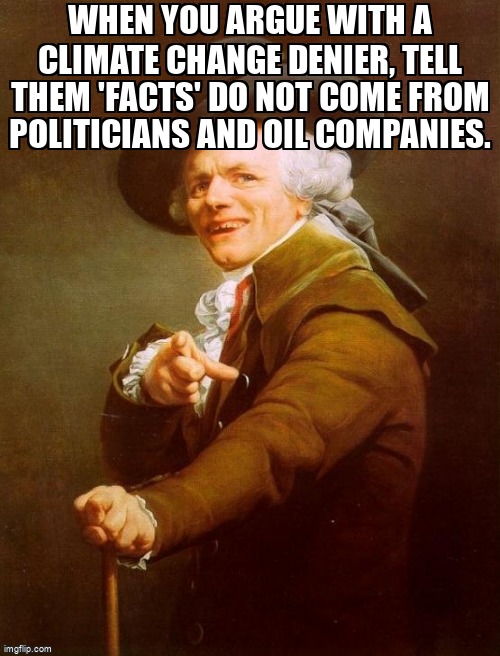 WHEN YOU ARGUE WITH A
CLIMATE CHANGE DENIER, TELL
THEM 'FACTS' DO NOT COME FROM
POLITICIANS AND OIL COMPANIES.
imgflip.com